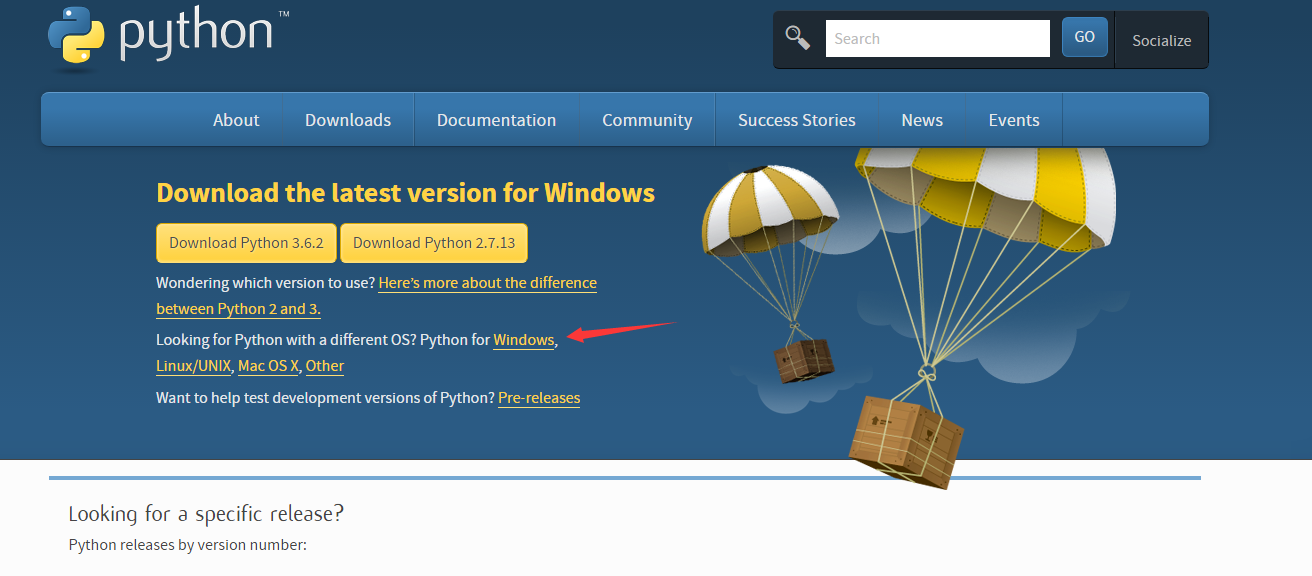 python™
Search
GO
Socialize
About
Downloads
Documentation
Community
Success Stories
News
Events
Download the latest version for Windows
Download Python 3.6.2
Download Python 2.7.13
Wondering which version to use? Here's more about the difference
between Python 2 and 3.
Looking for Python with a different OS? Python for Windows,
Linux/UNIX, Mac OS X, Other
Want to help test development versions of Python? Pre-releases
Looking for a specific release?
Python releases by version number: